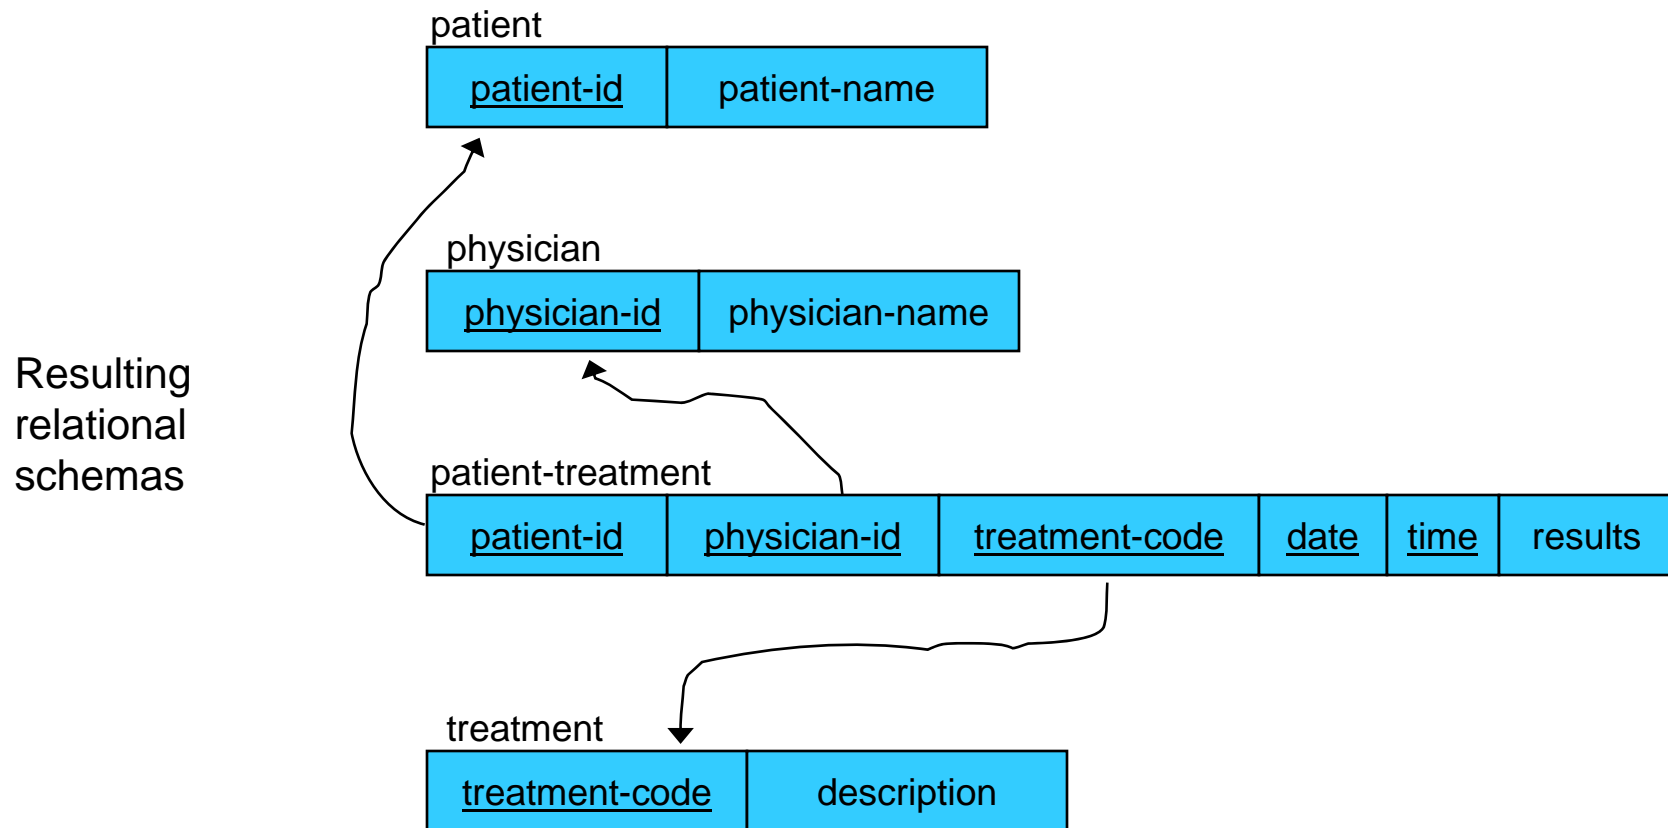 patient
patient-id patient-name
physician
physician-id physician-name
Resulting
relational
schemas
patient-treatment
patient-id physician-id treatment-code date time results
treatment
treatment-code description